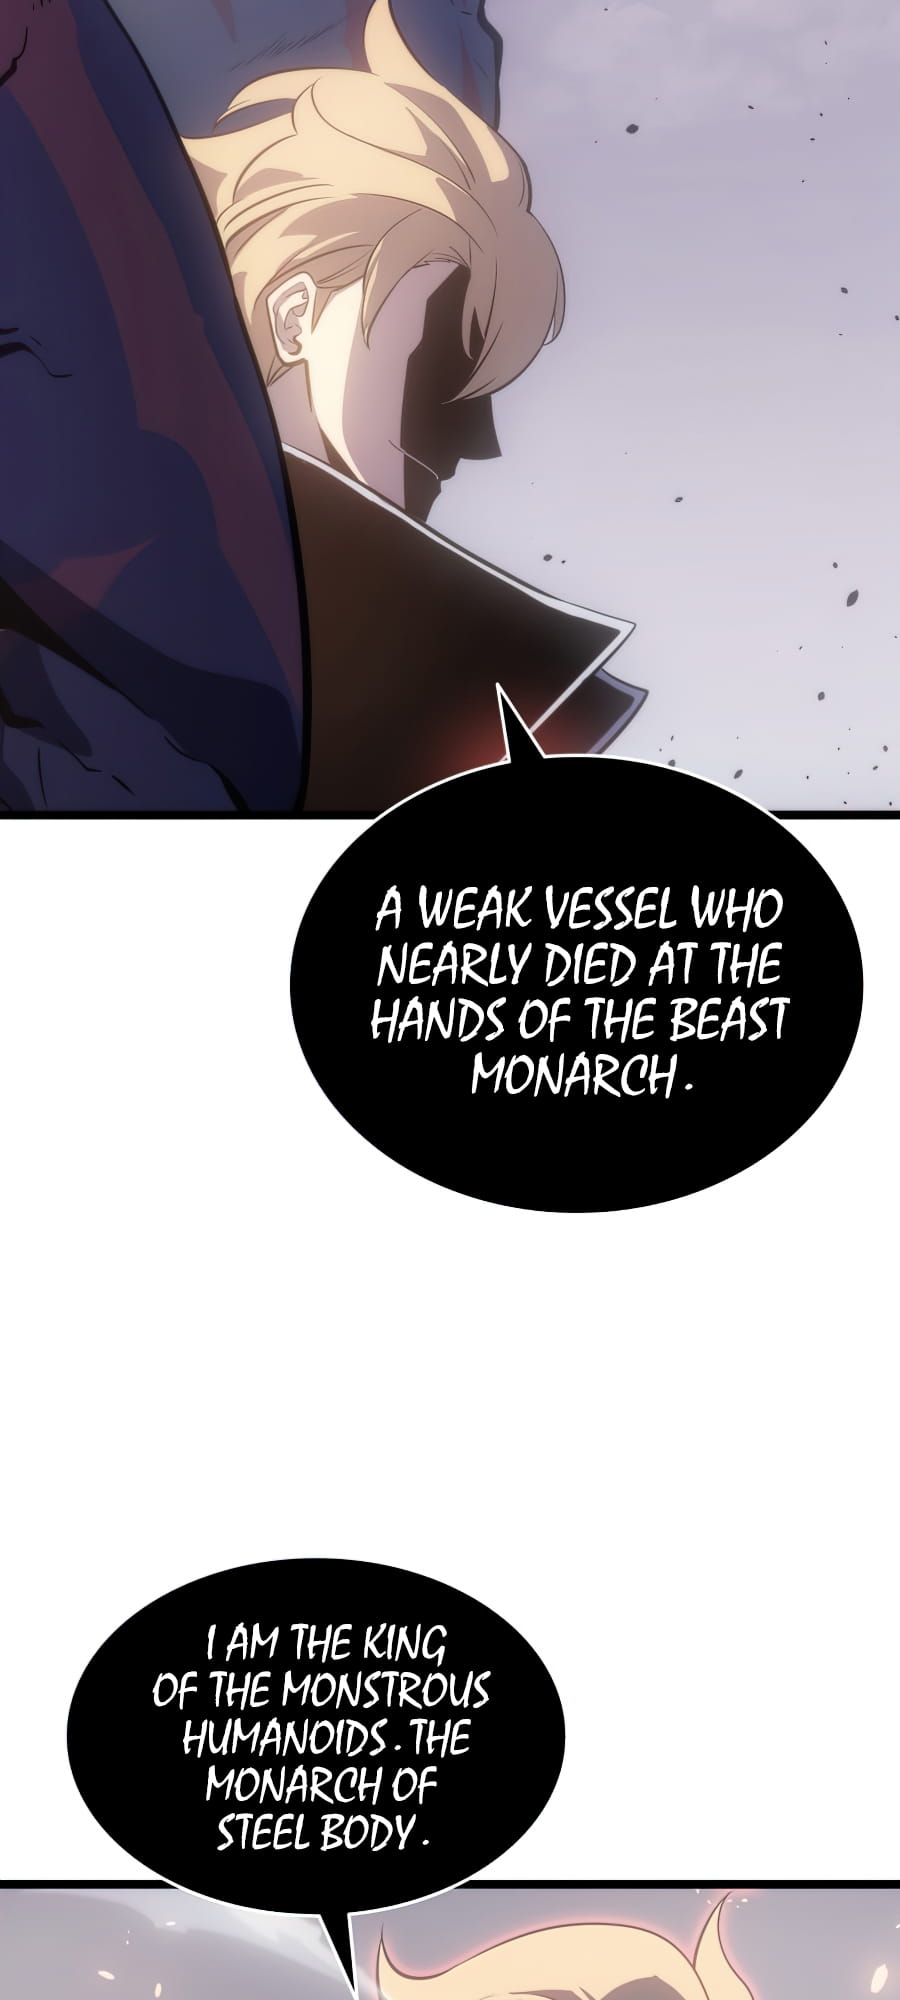 A WEAK VESSEL WHO
NEARLY DIED AT THE
HANDS OF THE BEAST
MONARCH.
I AM THE KING
OF THE MONSTROUS
HUMANOIDS. THE
MONARCH OF
STEEL BODY.